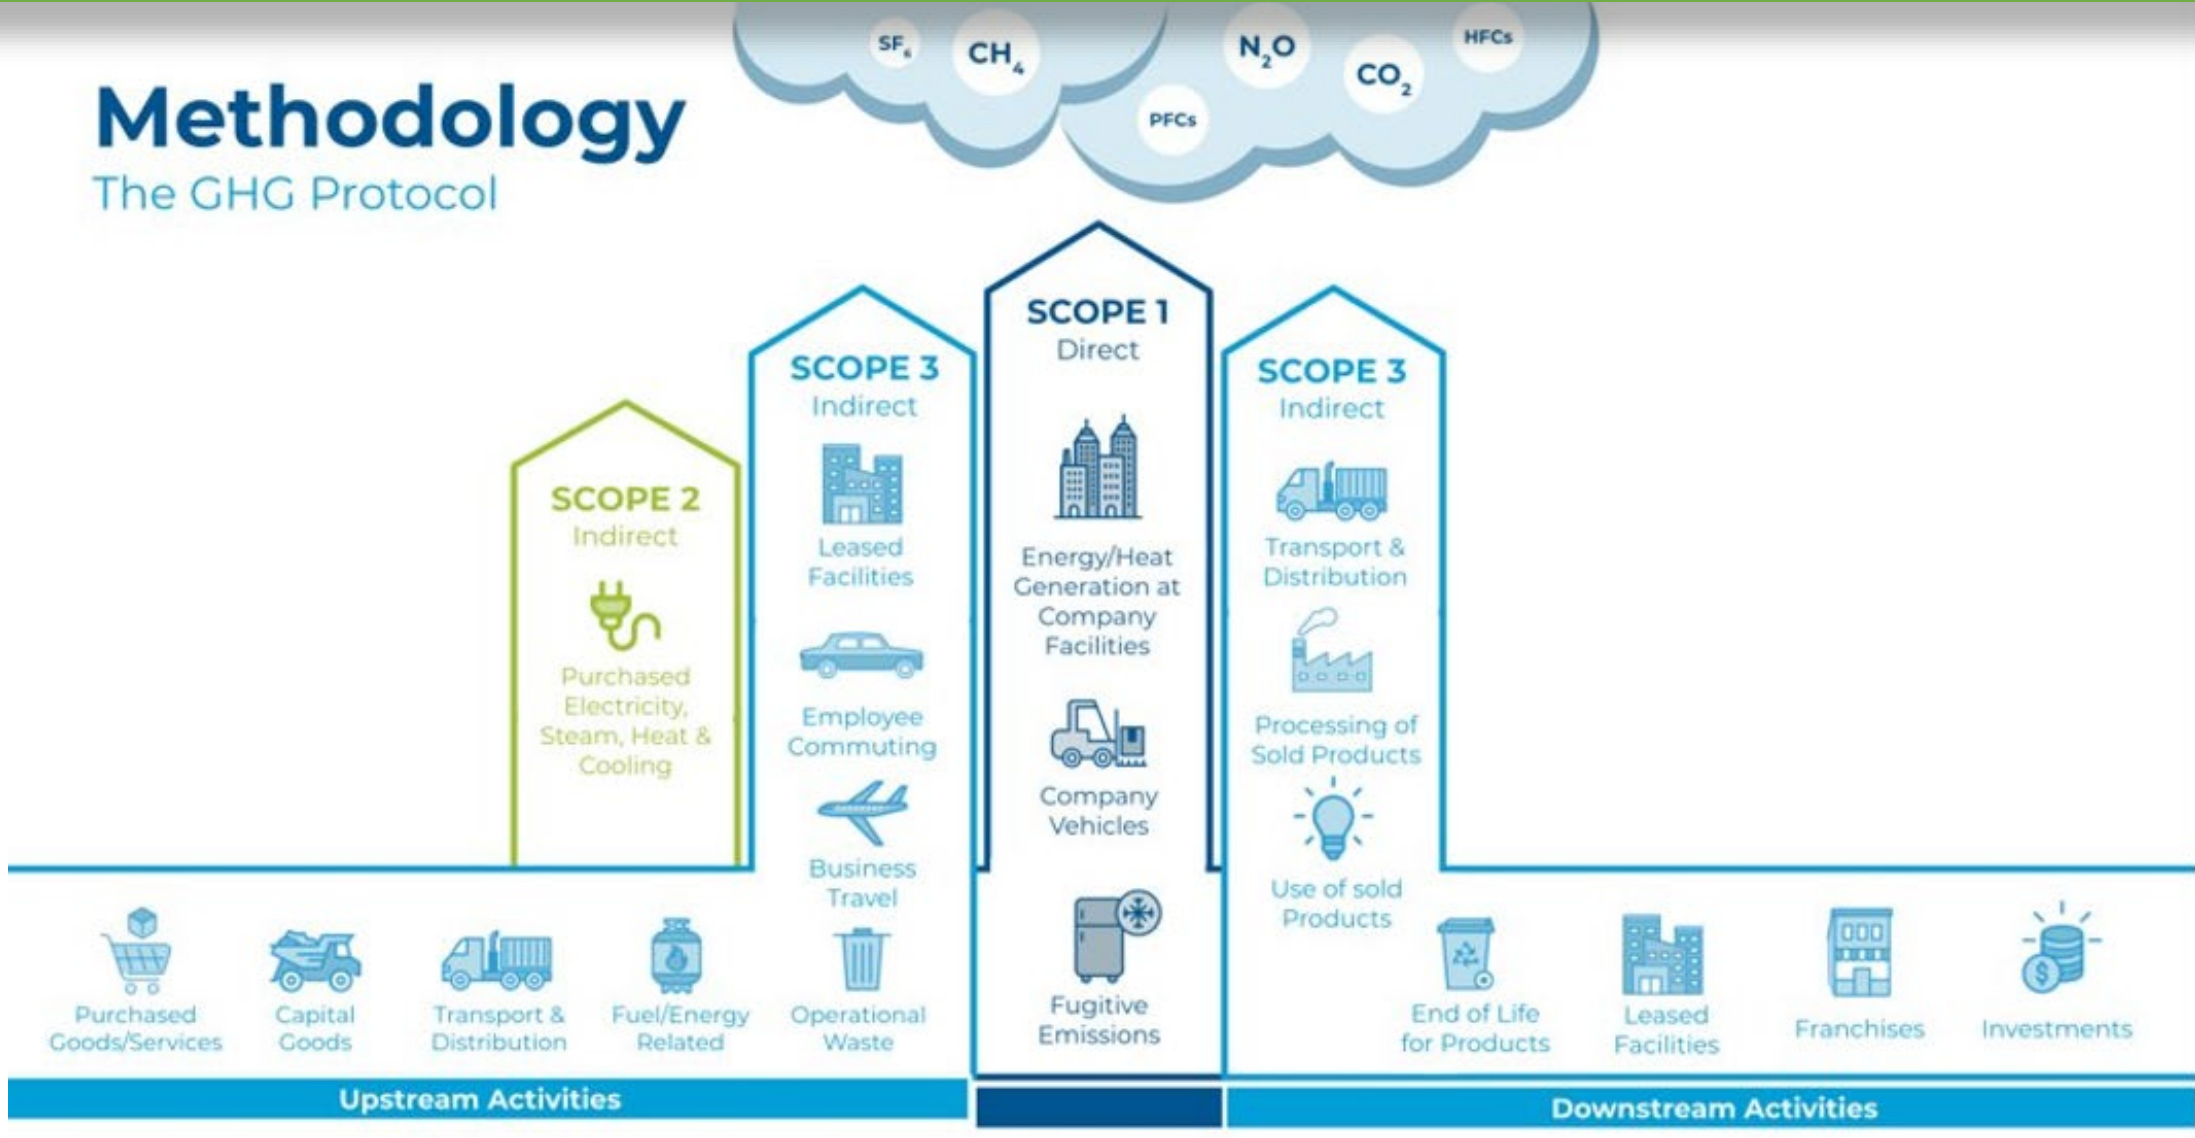 SF₆
CH₄
N₂O
CO₂
HFCs
PFCs
Methodology
The GHG Protocol
SCOPE 2
Indirect
Purchased
Electricity,
Steam, Heat &
Cooling
SCOPE 3
Indirect
Leased
Facilities
Employee
Commuting
Business
Travel
Operational
Waste
SCOPE 1
Direct
Energy/Heat
Generation at
Company
Facilities
Company
Vehicles
Fugitive
Emissions
SCOPE 3
Indirect
Transport &
Distribution
Processing of
Sold Products
Use of sold
Products
Purchased
Goods/Services
Capital
Goods
Transport &
Distribution
Fuel/Energy
Related
End of Life
for Products
Leased
Facilities
Franchises
$
Investments
Upstream Activities
Downstream Activities